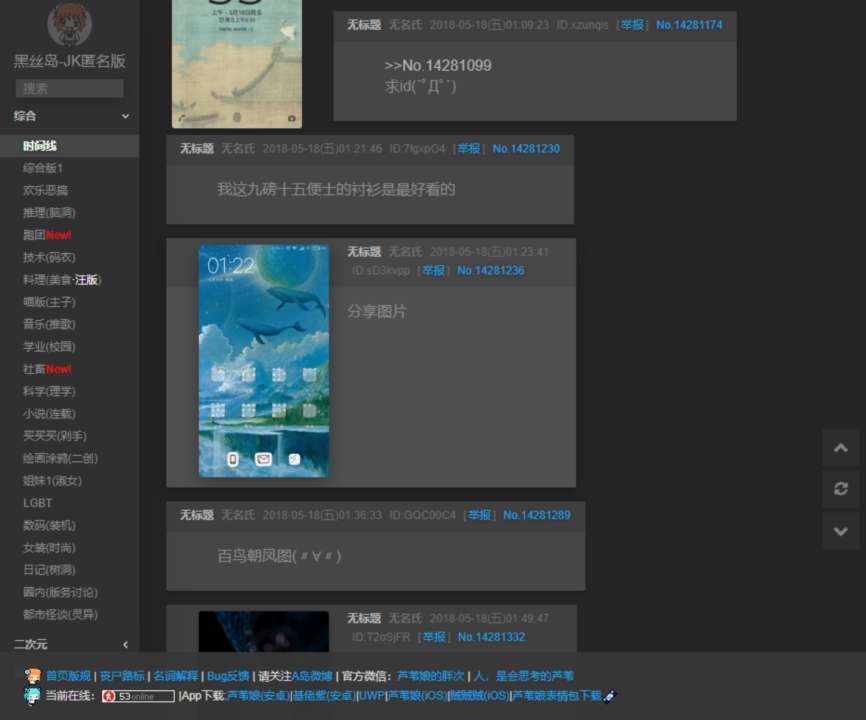 黑丝岛-JK匿名版
搜索
综合
时间线
综合版1
欢乐恶搞
推理(脑洞)
跑团New!
技术(码农)
料理(美食·汪版)
喵版(主子)
音乐(推歌)
学业(校园)
社畜New!
科学(理学)
小说(连载)
买买买(剁手)
绘画涂鸦(二创)
姐妹1(淑女)
LGBT
数码(装机)
女装(时尚)
日记(树洞)
圈内(版务讨论)
都市怪谈(灵异)
二次元
无标题 无名氏 2018-05-18(五)01:09:23 ID:xzunqis [举报] No.14281174
>>No.14281099
求id(ﾟДﾟ)
无标题 无名氏 2018-05-18(五)01:21:46 ID:7IgxpO4 [举报] No.14281230
我这九磅十五便士的衬衫是最好看的
01:22
无标题 无名氏 2018-05-18(五)01:23:41
ID:sD3kvpp [举报] No.14281236
分享图片
无标题 无名氏 2018-05-18(五)01:36:33 ID:GQC00C4 [举报] No.14281289
百鸟朝凤图(〃∀〃)
无标题 无名氏 2018-05-18(五)01:49:47
ID:T2oSjFR [举报] No.14281332
首页版规 | 丧尸路标 | 名词解释 | Bug反馈 | 请关注A岛微博 | 官方微信：芦苇娘的胖次 | 人，是会思考的芦苇
当前在线： 53 online |App下载:芦苇娘(安卓)|基佬紫(安卓)|UWP|芦苇娘(iOS)|贼贼贼(iOS)|芦苇娘表情包下载